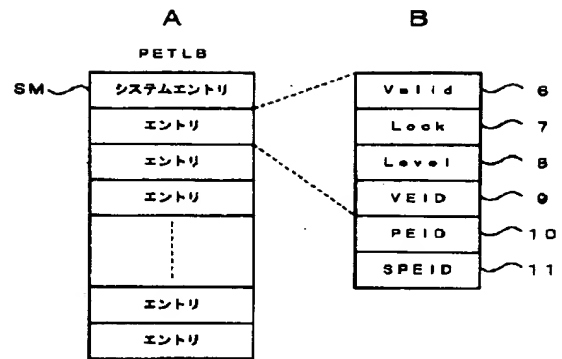 A
PETLB
SM
システムエントリ
エントリ
エントリ
エントリ
エントリ
エントリ
B
Valid 6
Lock 7
Level 8
VEID 9
PEID 10
SPEID 11